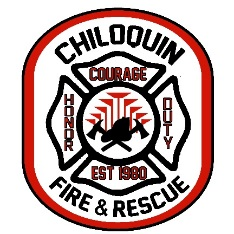 CHILOQUIN
COURAGE
HONOR
DUTY
EST 1980
FIRE & RESCUE